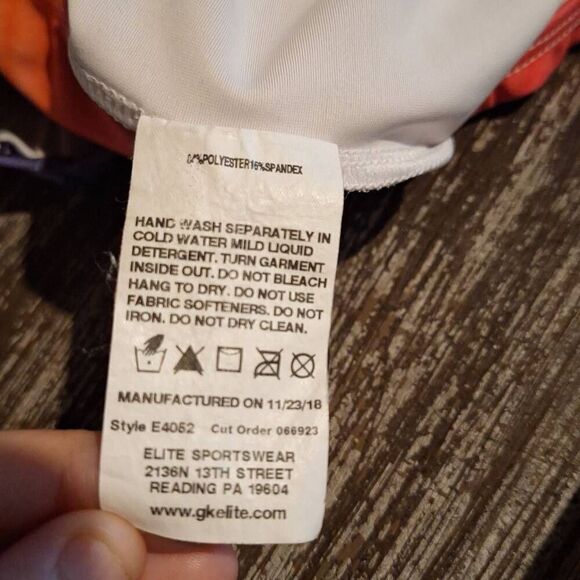 %POLYESTER16%SPANDEX
HAND WASH SEPARATELY IN
COLD WATER MILD LIQUID
DETERGENT. TURN GARMENT
INSIDE OUT. DO NOT BLEACH
HANG TO DRY. DO NOT USE
FABRIC SOFTENERS. DO NOT
IRON. DO NOT DRY CLEAN.
MANUFACTURED ON 11/23/18
Style E4052 Cut Order 066923
ELITE SPORTSWEAR
2136N 13TH STREET
READING PA 19604
www.gkelite.com